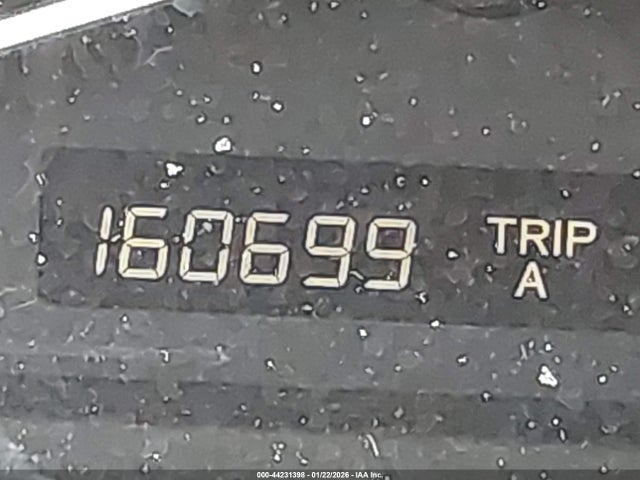 160699 TRIP
A
000-44231398 - 01/22/2026 - IAA Inc.